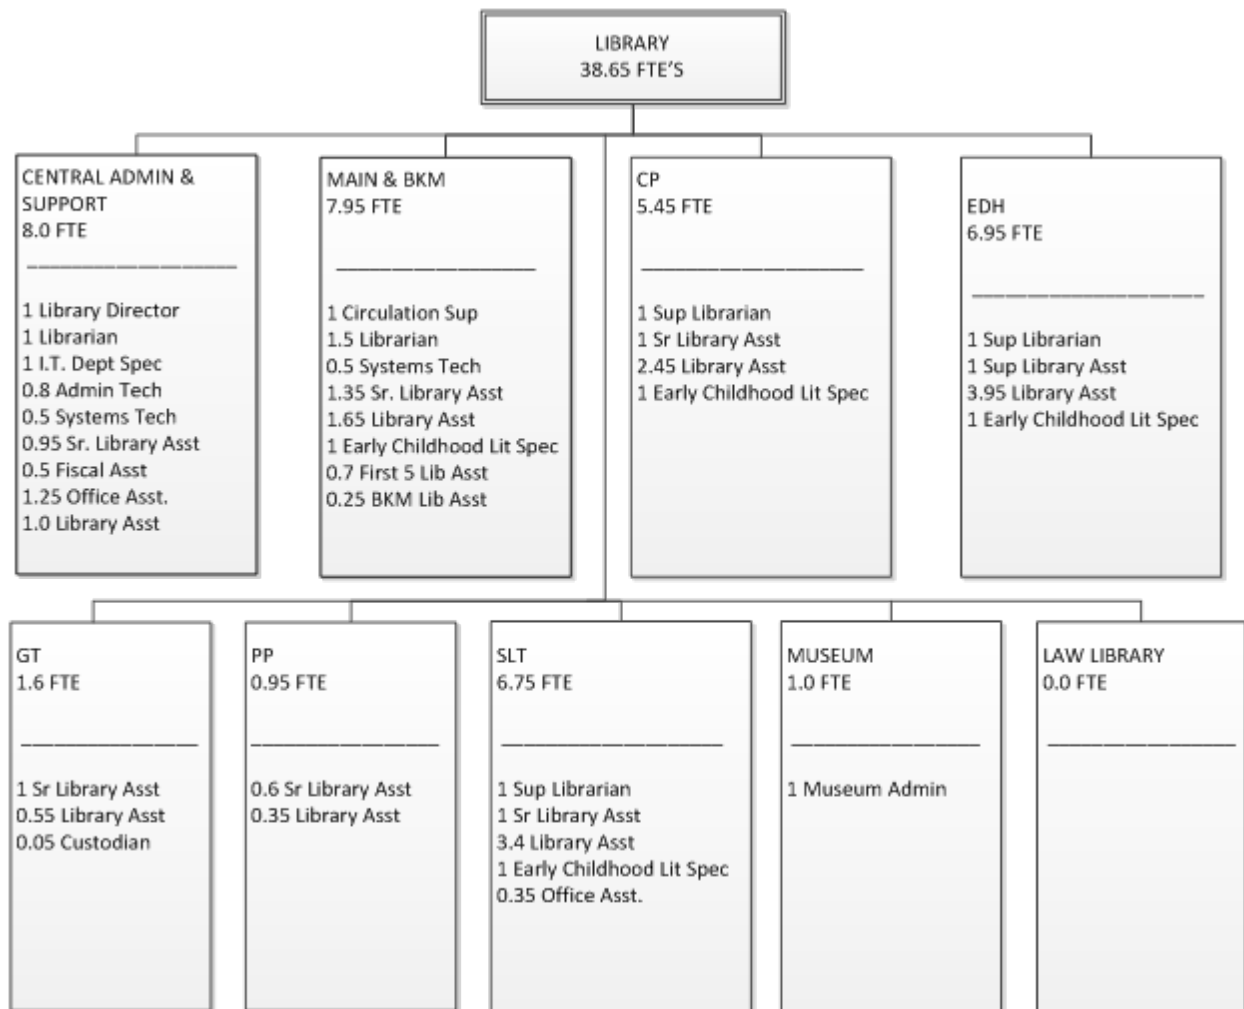 LIBRARY
38.65 FTE'S
CENTRAL ADMIN &
SUPPORT
8.0 FTE
1 Library Director
1 Librarian
1 I.T. Dept Spec
0.8 Admin Tech
0.5 Systems Tech
0.95 Sr. Library Asst
0.5 Fiscal Asst
1.25 Office Asst.
1.0 Library Asst
MAIN & BKM
7.95 FTE
1 Circulation Sup
1.5 Librarian
0.5 Systems Tech
1.35 Sr. Library Asst
1.65 Library Asst
1 Early Childhood Lit Spec
0.7 First 5 Lib Asst
0.25 BKM Lib Asst
CP
5.45 FTE
1 Sup Librarian
1 Sr Library Asst
2.45 Library Asst
1 Early Childhood Lit Spec
EDH
6.95 FTE
1 Sup Librarian
1 Sup Library Asst
3.95 Library Asst
1 Early Childhood Lit Spec
GT
1.6 FTE
1 Sr Library Asst
0.55 Library Asst
0.05 Custodian
PP
0.95 FTE
0.6 Sr Library Asst
0.35 Library Asst
SLT
6.75 FTE
1 Sup Librarian
1 Sr Library Asst
3.4 Library Asst
1 Early Childhood Lit Spec
0.35 Office Asst.
MUSEUM
1.0 FTE
1 Museum Admin
LAW LIBRARY
0.0 FTE